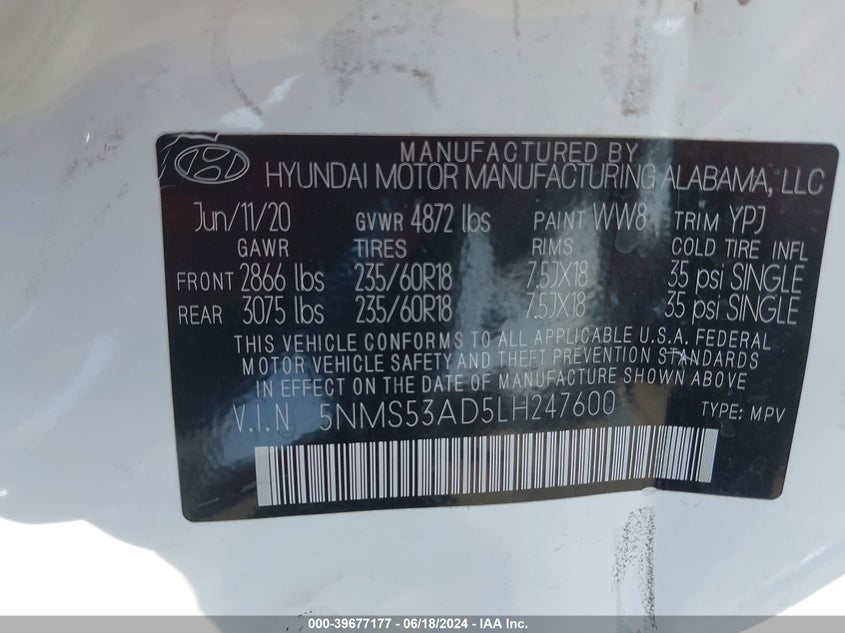 MANUFACTURED BY
HYUNDAI MOTOR MANUFACTURING ALABAMA, LLC
Jun/11/20 GVWR 4872 lbs PAINT WW8 TRIM YPJ
GAWR TIRES RIMS COLD TIRE INFL
FRONT 2866 lbs 235/60R18 7.5JX18 35 psi SINGLE
REAR 3075 lbs 235/60R18 7.5JX18 35 psi SINGLE
THIS VEHICLE CONFORMS TO ALL APPLICABLE U.S.A. FEDERAL
MOTOR VEHICLE SAFETY AND THEFT PREVENTION STANDARDS
IN EFFECT ON THE DATE OF MANUFACTURE SHOWN ABOVE
V.I.N 5NMS53AD5LH247600 TYPE: MPV
000-39677177 - 06/18/2024 - © IAA, Inc.